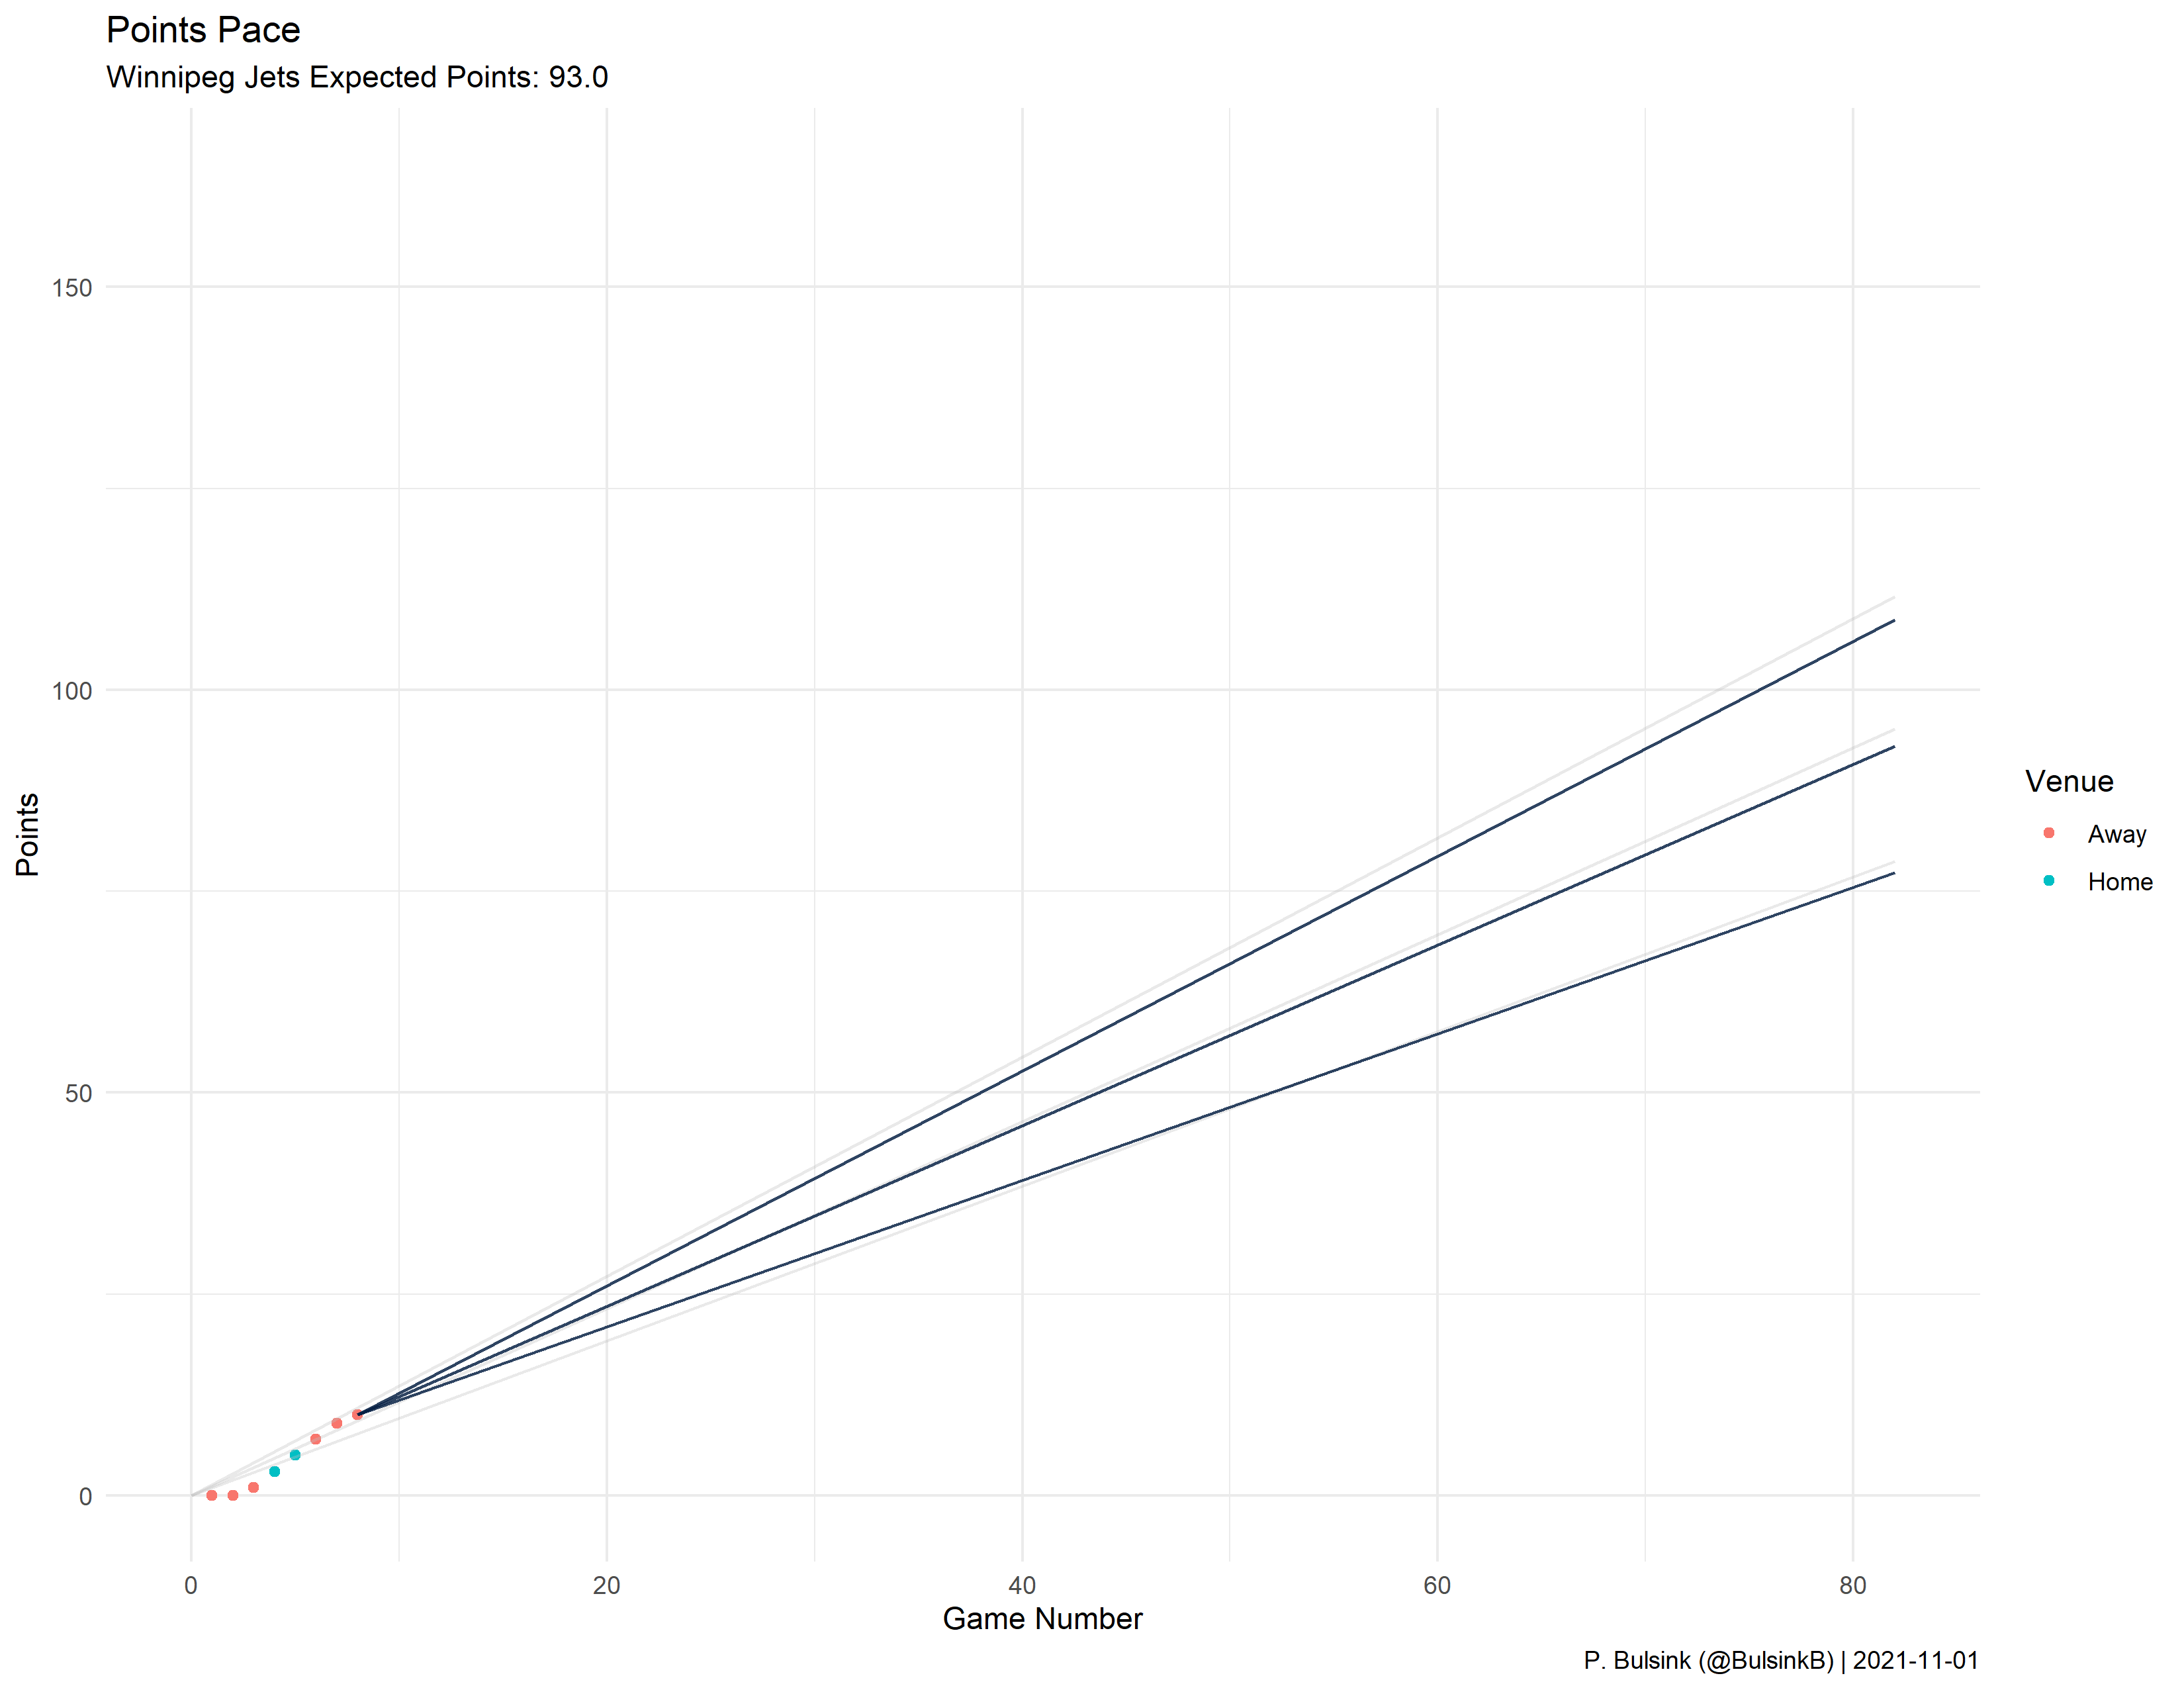 Points Pace
Winnipeg Jets Expected Points: 93.0
150
100
50
0
Points
0 20 40 60 80
Game Number
Venue
Away
Home
P. Bulsink (@BulsinkB) | 2021-11-01